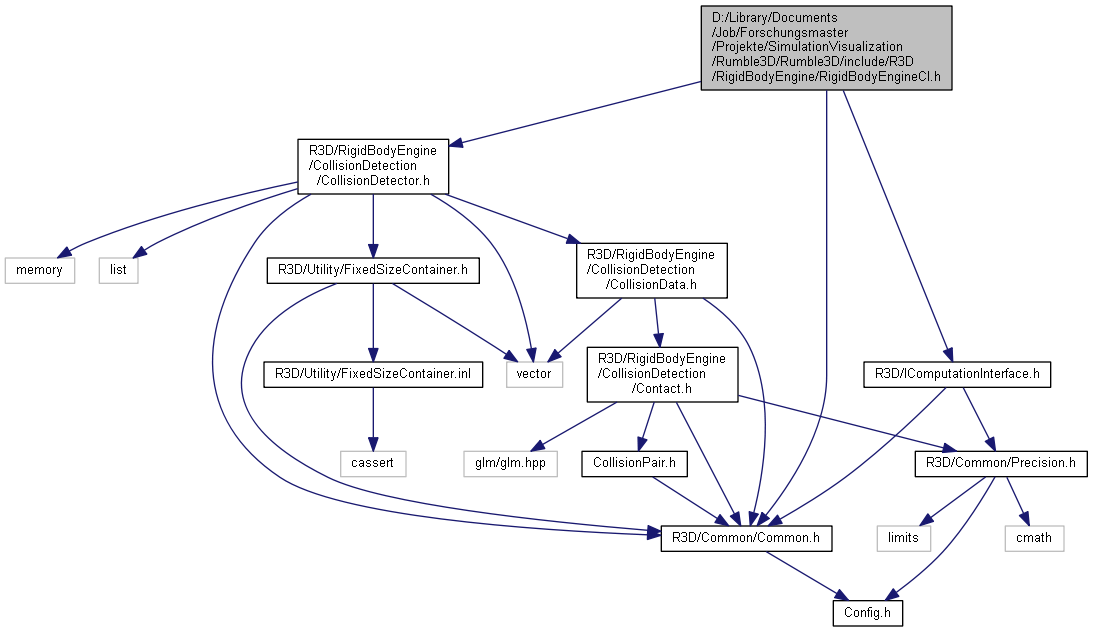 D:/Library/Documents
/Job/Forschungsmaster
/Projekte/SimulationVisualization
/Rumble3D/Rumble3D/include/R3D
/RigidBodyEngine/RigidBodyEngineCI.h
R3D/RigidBodyEngine
/CollisionDetection
/CollisionDetector.h
memory
list
R3D/Utility/FixedSizeContainer.h
R3D/RigidBodyEngine
/CollisionDetection
/CollisionData.h
R3D/Utility/FixedSizeContainer.inl
vector
R3D/RigidBodyEngine
/CollisionDetection
/Contact.h
R3D/IComputationInterface.h
cassert
glm/glm.hpp
CollisionPair.h
R3D/Common/Precision.h
R3D/Common/Common.h
limits
cmath
Config.h